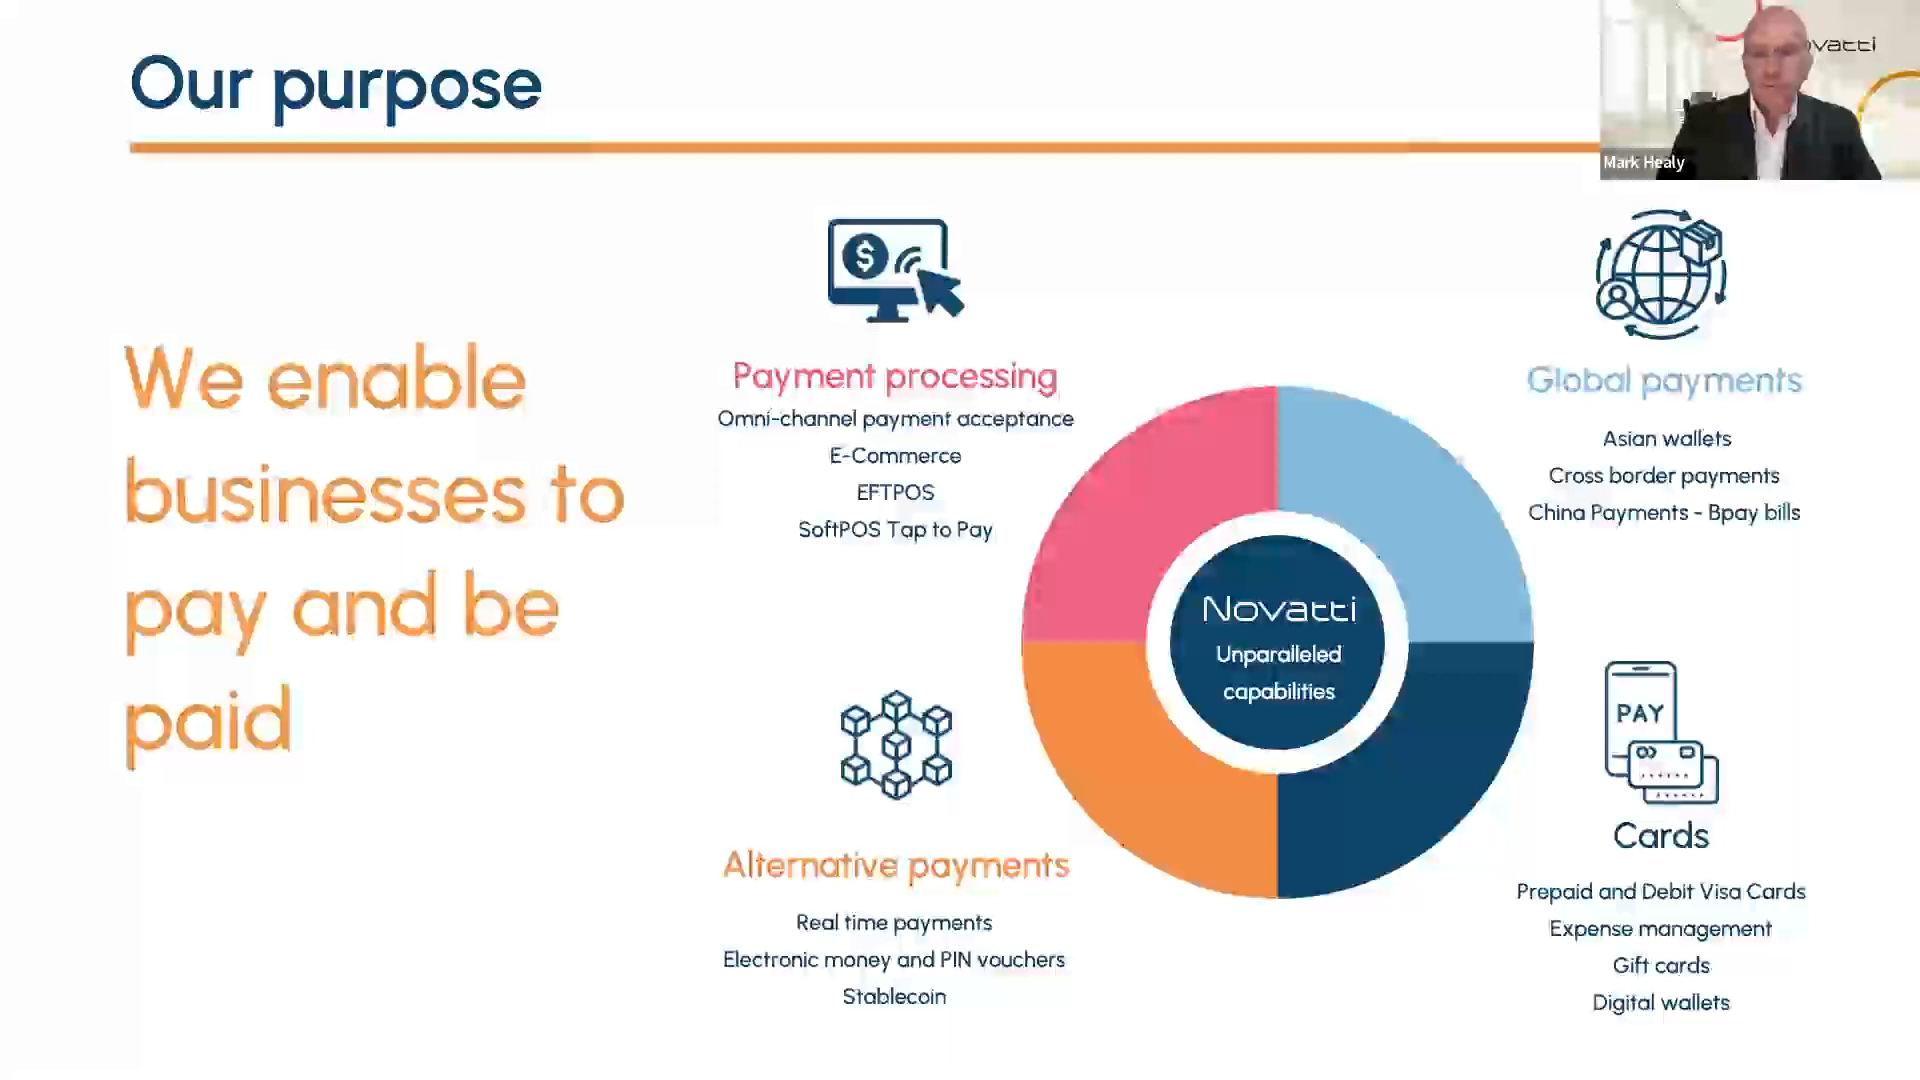 Our purpose
ovatti
Mark Healy
We enable
businesses to
pay and be
paid
$
Payment processing
Omni-channel payment acceptance
E-Commerce
EFTPOS
SoftPOS Tap to Pay
Global payments
Asian wallets
Cross border payments
China Payments - Bpay bills
Novatti
Unparalleled
capabilities
Alternative payments
Real time payments
Electronic money and PIN vouchers
Stablecoin
PAY
Cards
Prepaid and Debit Visa Cards
Expense management
Gift cards
Digital wallets